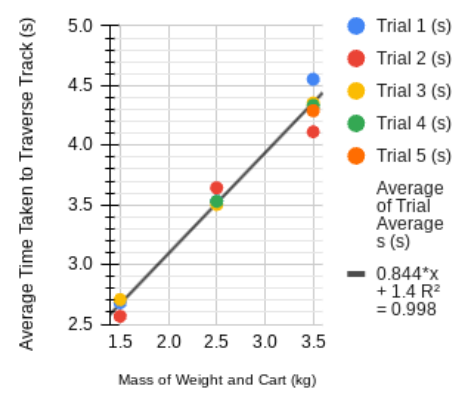 Average Time Taken to Traverse Track (s)
5.0
4.5
4.0
3.5
3.0
2.5
1.5 2.0 2.5 3.0 3.5
Mass of Weight and Cart (kg)
Trial 1 (s)
Trial 2 (s)
Trial 3 (s)
Trial 4 (s)
Trial 5 (s)
Average
of Trial
Average
s (s)
0.844*x
+ 1.4 R²
= 0.998